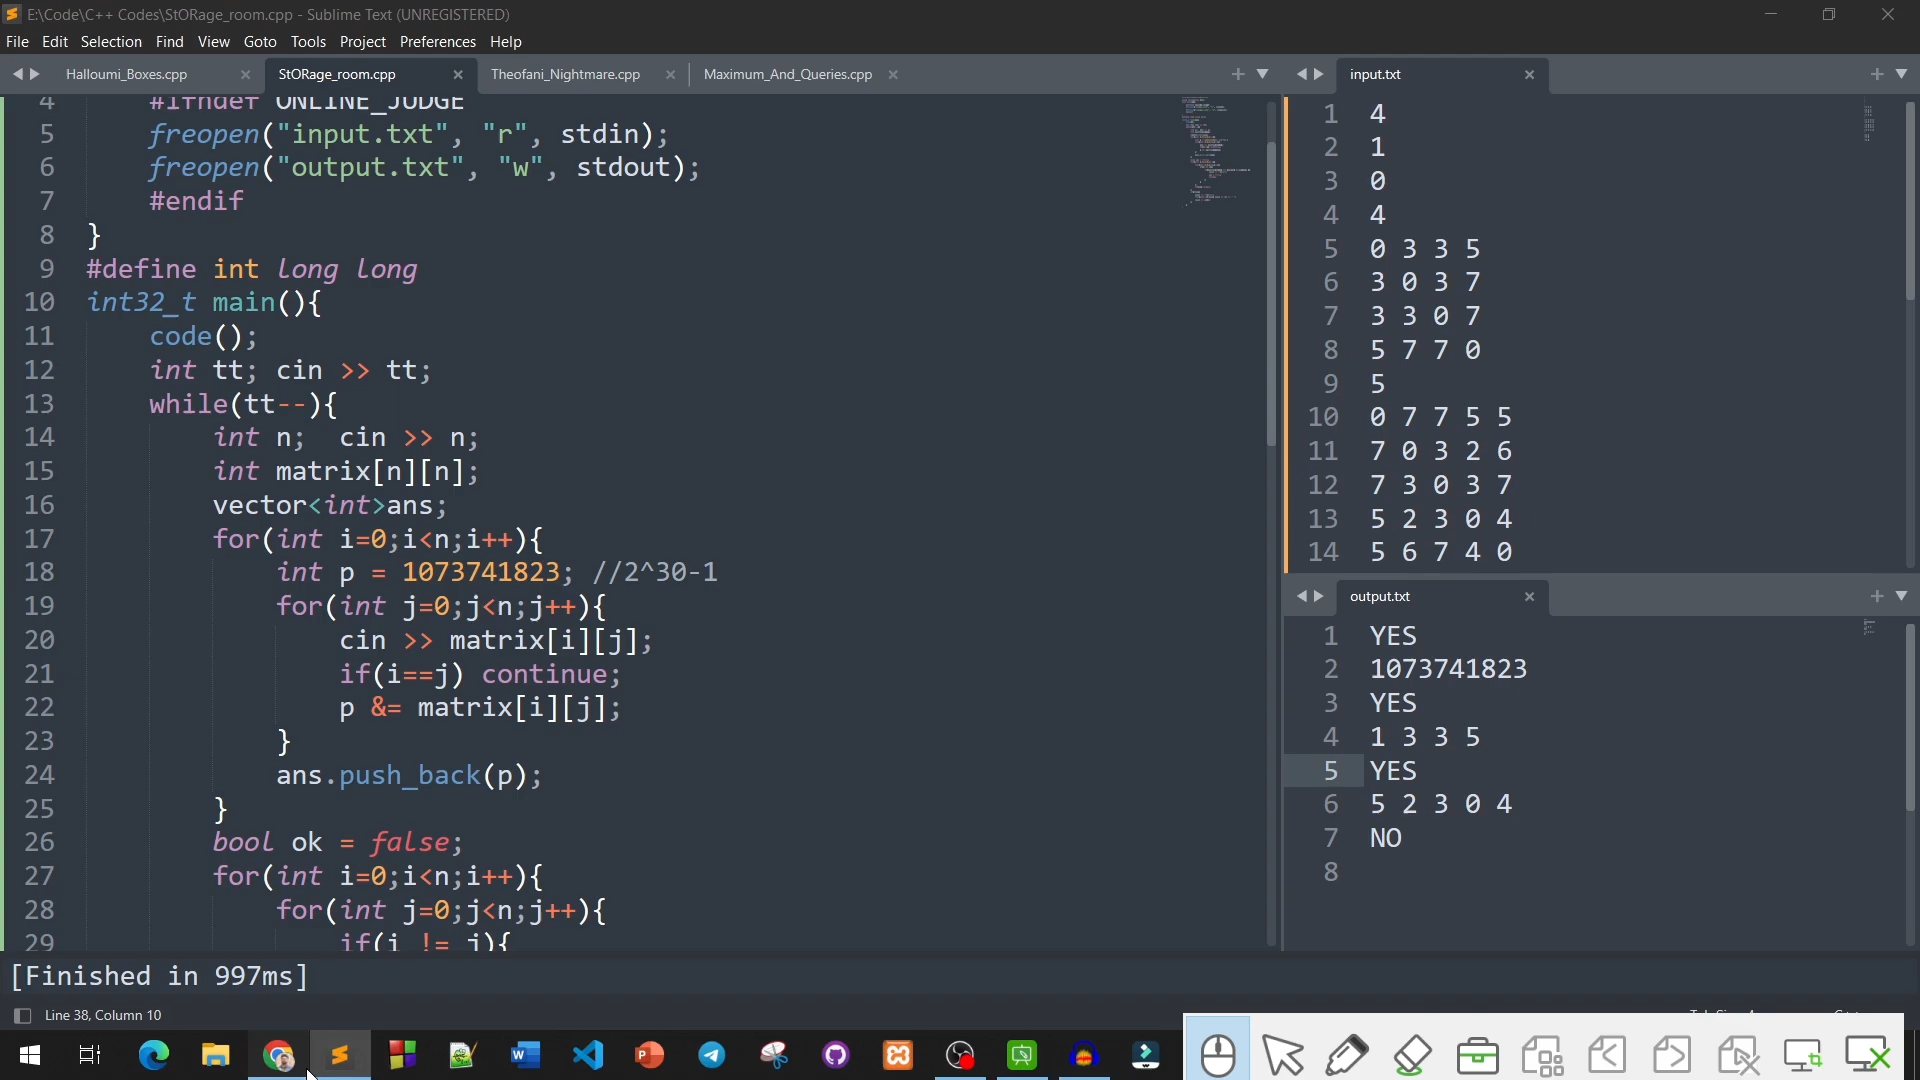 E:\Code\C++ Codes\StORage_room.cpp - Sublime Text (UNREGISTERED)
File Edit Selection Find View Goto Tools Project Preferences Help
Halloumi_Boxes.cpp StORage_room.cpp Theofani_Nightmare.cpp Maximum_And_Queries.cpp
4 #ifndef ONLINE_JUDGE
5 freopen("input.txt", "r", stdin);
6 freopen("output.txt", "w", stdout);
7 #endif
8 }
9 #define int long long
10 int32_t main(){
11 code();
12 int tt; cin >> tt;
13 while(tt--){
14 int n;  cin >> n;
15 int matrix[n][n];
16 vector<int>ans;
17 for(int i=0;i<n;i++){
18 int p = 1073741823; //2^30-1
19 for(int j=0;j<n;j++){
20 cin >> matrix[i][j];
21 if(i==j) continue;
22 p &= matrix[i][j];
23 }
24 ans.push_back(p);
25 }
26 bool ok = false;
27 for(int i=0;i<n;i++){
28 for(int j=0;j<n;j++){
29 if(i != j){
input.txt
1 4
2 1
3 0
4 4
5 0 3 3 5
6 3 0 3 7
7 3 3 0 7
8 5 7 7 0
9 5
10 0 7 7 5 5
11 7 0 3 2 6
12 7 3 0 3 7
13 5 2 3 0 4
14 5 6 7 4 0
output.txt
1 YES
2 1073741823
3 YES
4 1 3 3 5
5 YES
6 5 2 3 0 4
7 NO
8
[Finished in 997ms]
Line 38, Column 10